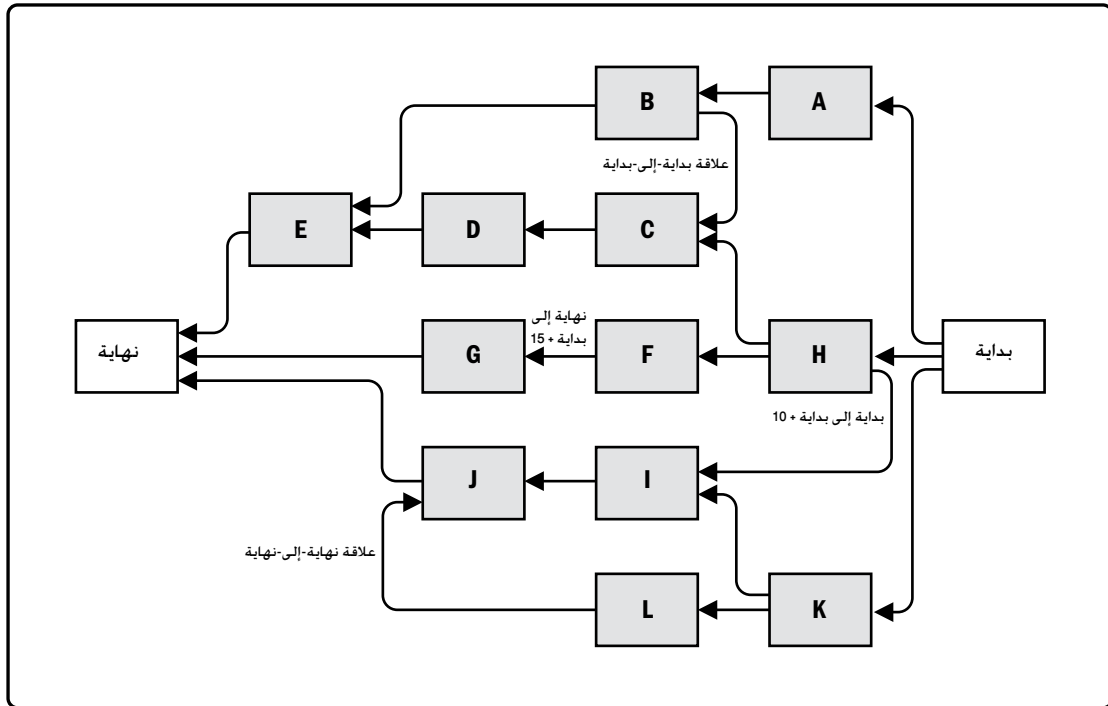 A
B
علاقة بداية-إلى-بداية
C
D
E
بداية
H
F
نهاية إلى
بداية + 15
G
نهاية
بداية إلى بداية + 10
I
J
علاقة نهاية-إلى-نهاية
K
L